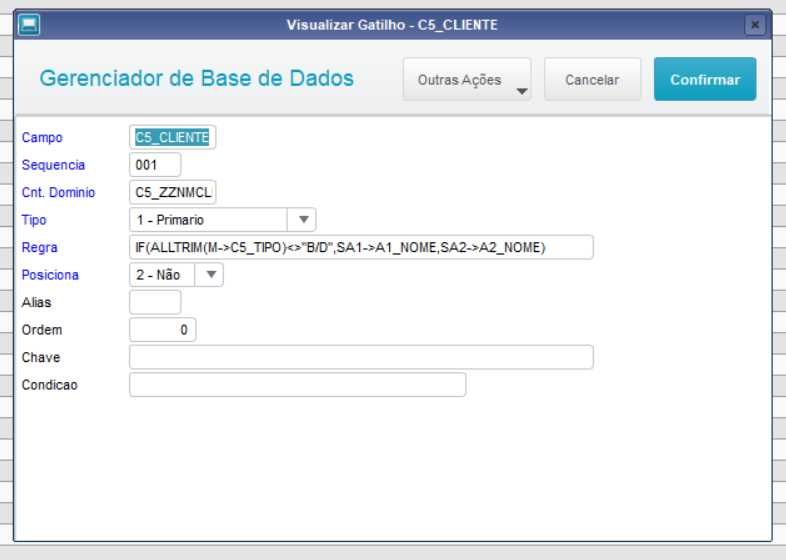 Visualizar Gatilho - C5_CLIENTE
Gerenciador de Base de Dados
Outras Ações
Cancelar
Confirmar
Campo C5_CLIENTE
Sequencia 001
Cnt. Dominio C5_ZZNMCLI
Tipo 1 - Primario
Regra IF(ALLTRIM(M->C5_TIPO)<>"B/D",SA1->A1_NOME,SA2->A2_NOME)
Posiciona 2 - Não
Alias
Ordem 0
Chave
Condicao